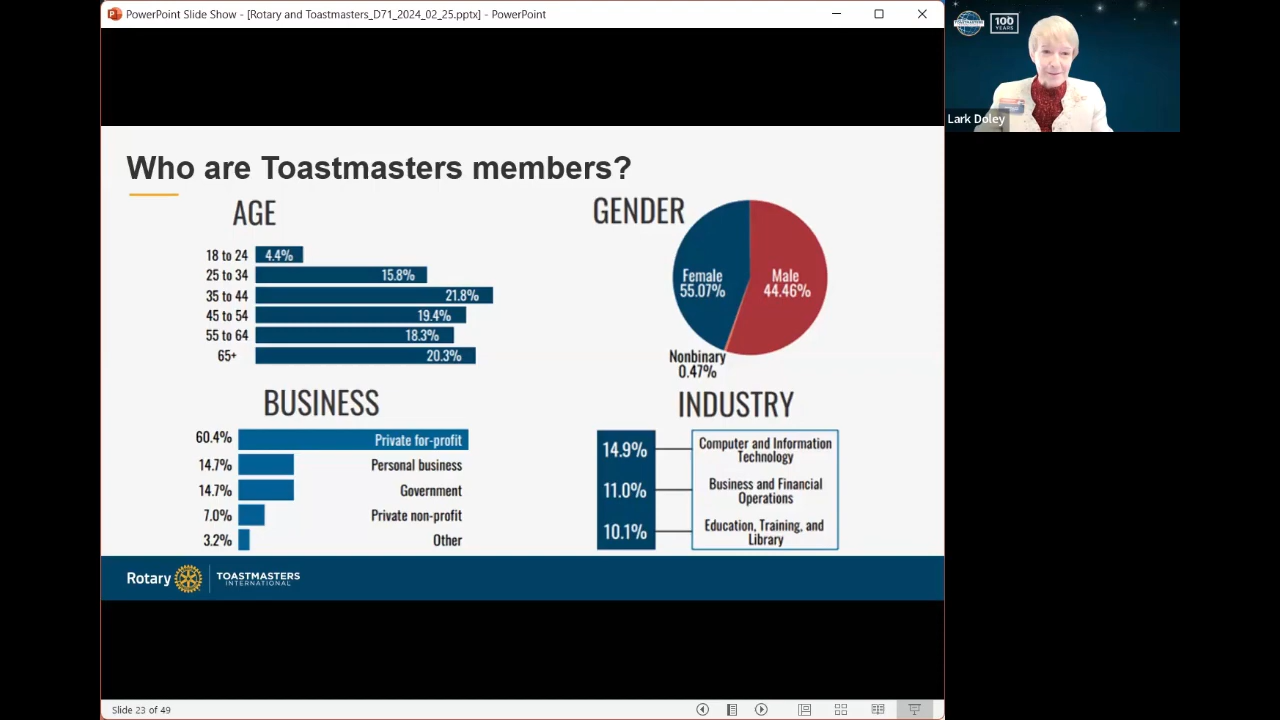 PowerPoint Slide Show - [Rotary and Toastmasters_D71_2024_02_25.pptx] - PowerPoint
TOASTMASTERS
100
YEARS
Lark Doley
Who are Toastmasters members?
AGE
18 to 24 4.4%
25 to 34 15.8%
35 to 44 21.8%
45 to 54 19.4%
55 to 64 18.3%
65+ 20.3%
GENDER
Female
55.07%
Male
44.46%
Nonbinary
0.47%
BUSINESS
60.4% Private for-profit
14.7% Personal business
14.7% Government
7.0% Private non-profit
3.2% Other
INDUSTRY
14.9% Computer and Information
Technology
11.0% Business and Financial
Operations
10.1% Education, Training, and
Library
Rotary
TOASTMASTERS
INTERNATIONAL
Slide 23 of 49